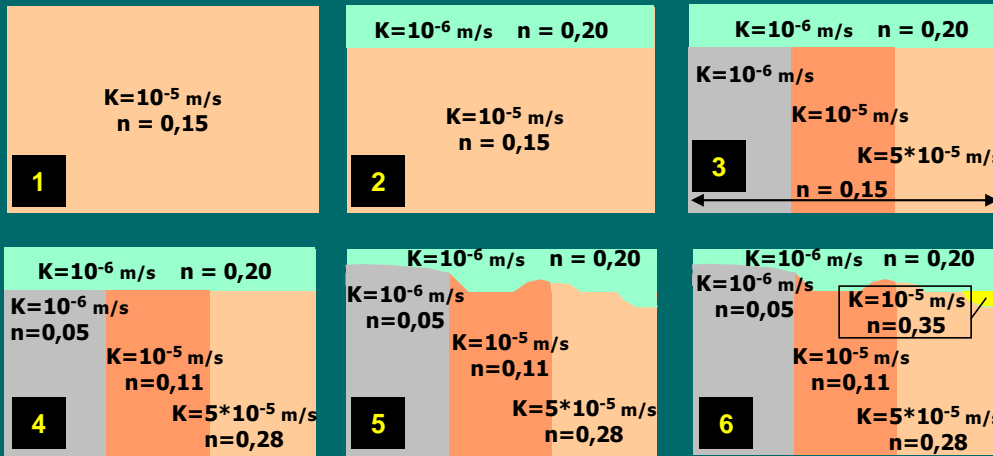 K=10⁻⁵ m/s
n = 0,15
1
K=10⁻⁶ m/s n = 0,20
K=10⁻⁵ m/s
n = 0,15
2
K=10⁻⁶ m/s n = 0,20
K=10⁻⁶ m/s
K=10⁻⁵ m/s
K=5*10⁻⁵ m/s
n = 0,15
3
K=10⁻⁶ m/s n = 0,20
K=10⁻⁶ m/s
n=0,05
K=10⁻⁵ m/s
n=0,11
K=5*10⁻⁵ m/s
n=0,28
4
K=10⁻⁶ m/s n = 0,20
K=10⁻⁶ m/s
n=0,05
K=10⁻⁵ m/s
n=0,11
K=5*10⁻⁵ m/s
n=0,28
5
K=10⁻⁶ m/s n = 0,20
K=10⁻⁶ m/s
n=0,05
K=10⁻⁵ m/s
n=0,35
K=10⁻⁵ m/s
n=0,11
K=5*10⁻⁵ m/s
n=0,28
6